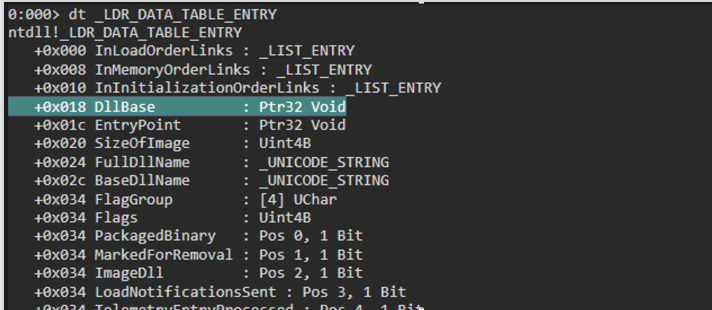 0:000> dt _LDR_DATA_TABLE_ENTRY
ntdll!_LDR_DATA_TABLE_ENTRY
+0x000 InLoadOrderLinks : _LIST_ENTRY
+0x008 InMemoryOrderLinks : _LIST_ENTRY
+0x010 InInitializationOrderLinks : _LIST_ENTRY
+0x018 DllBase : Ptr32 Void
+0x01c EntryPoint : Ptr32 Void
+0x020 SizeOfImage : Uint4B
+0x024 FullDllName : _UNICODE_STRING
+0x02c BaseDllName : _UNICODE_STRING
+0x034 FlagGroup : [4] UChar
+0x034 Flags : Uint4B
+0x034 PackagedBinary : Pos 0, 1 Bit
+0x034 MarkedForRemoval : Pos 1, 1 Bit
+0x034 ImageDll : Pos 2, 1 Bit
+0x034 LoadNotificationsSent : Pos 3, 1 Bit
+0x034 TelemetryEntryProcessed : Pos 4, 1 Bit